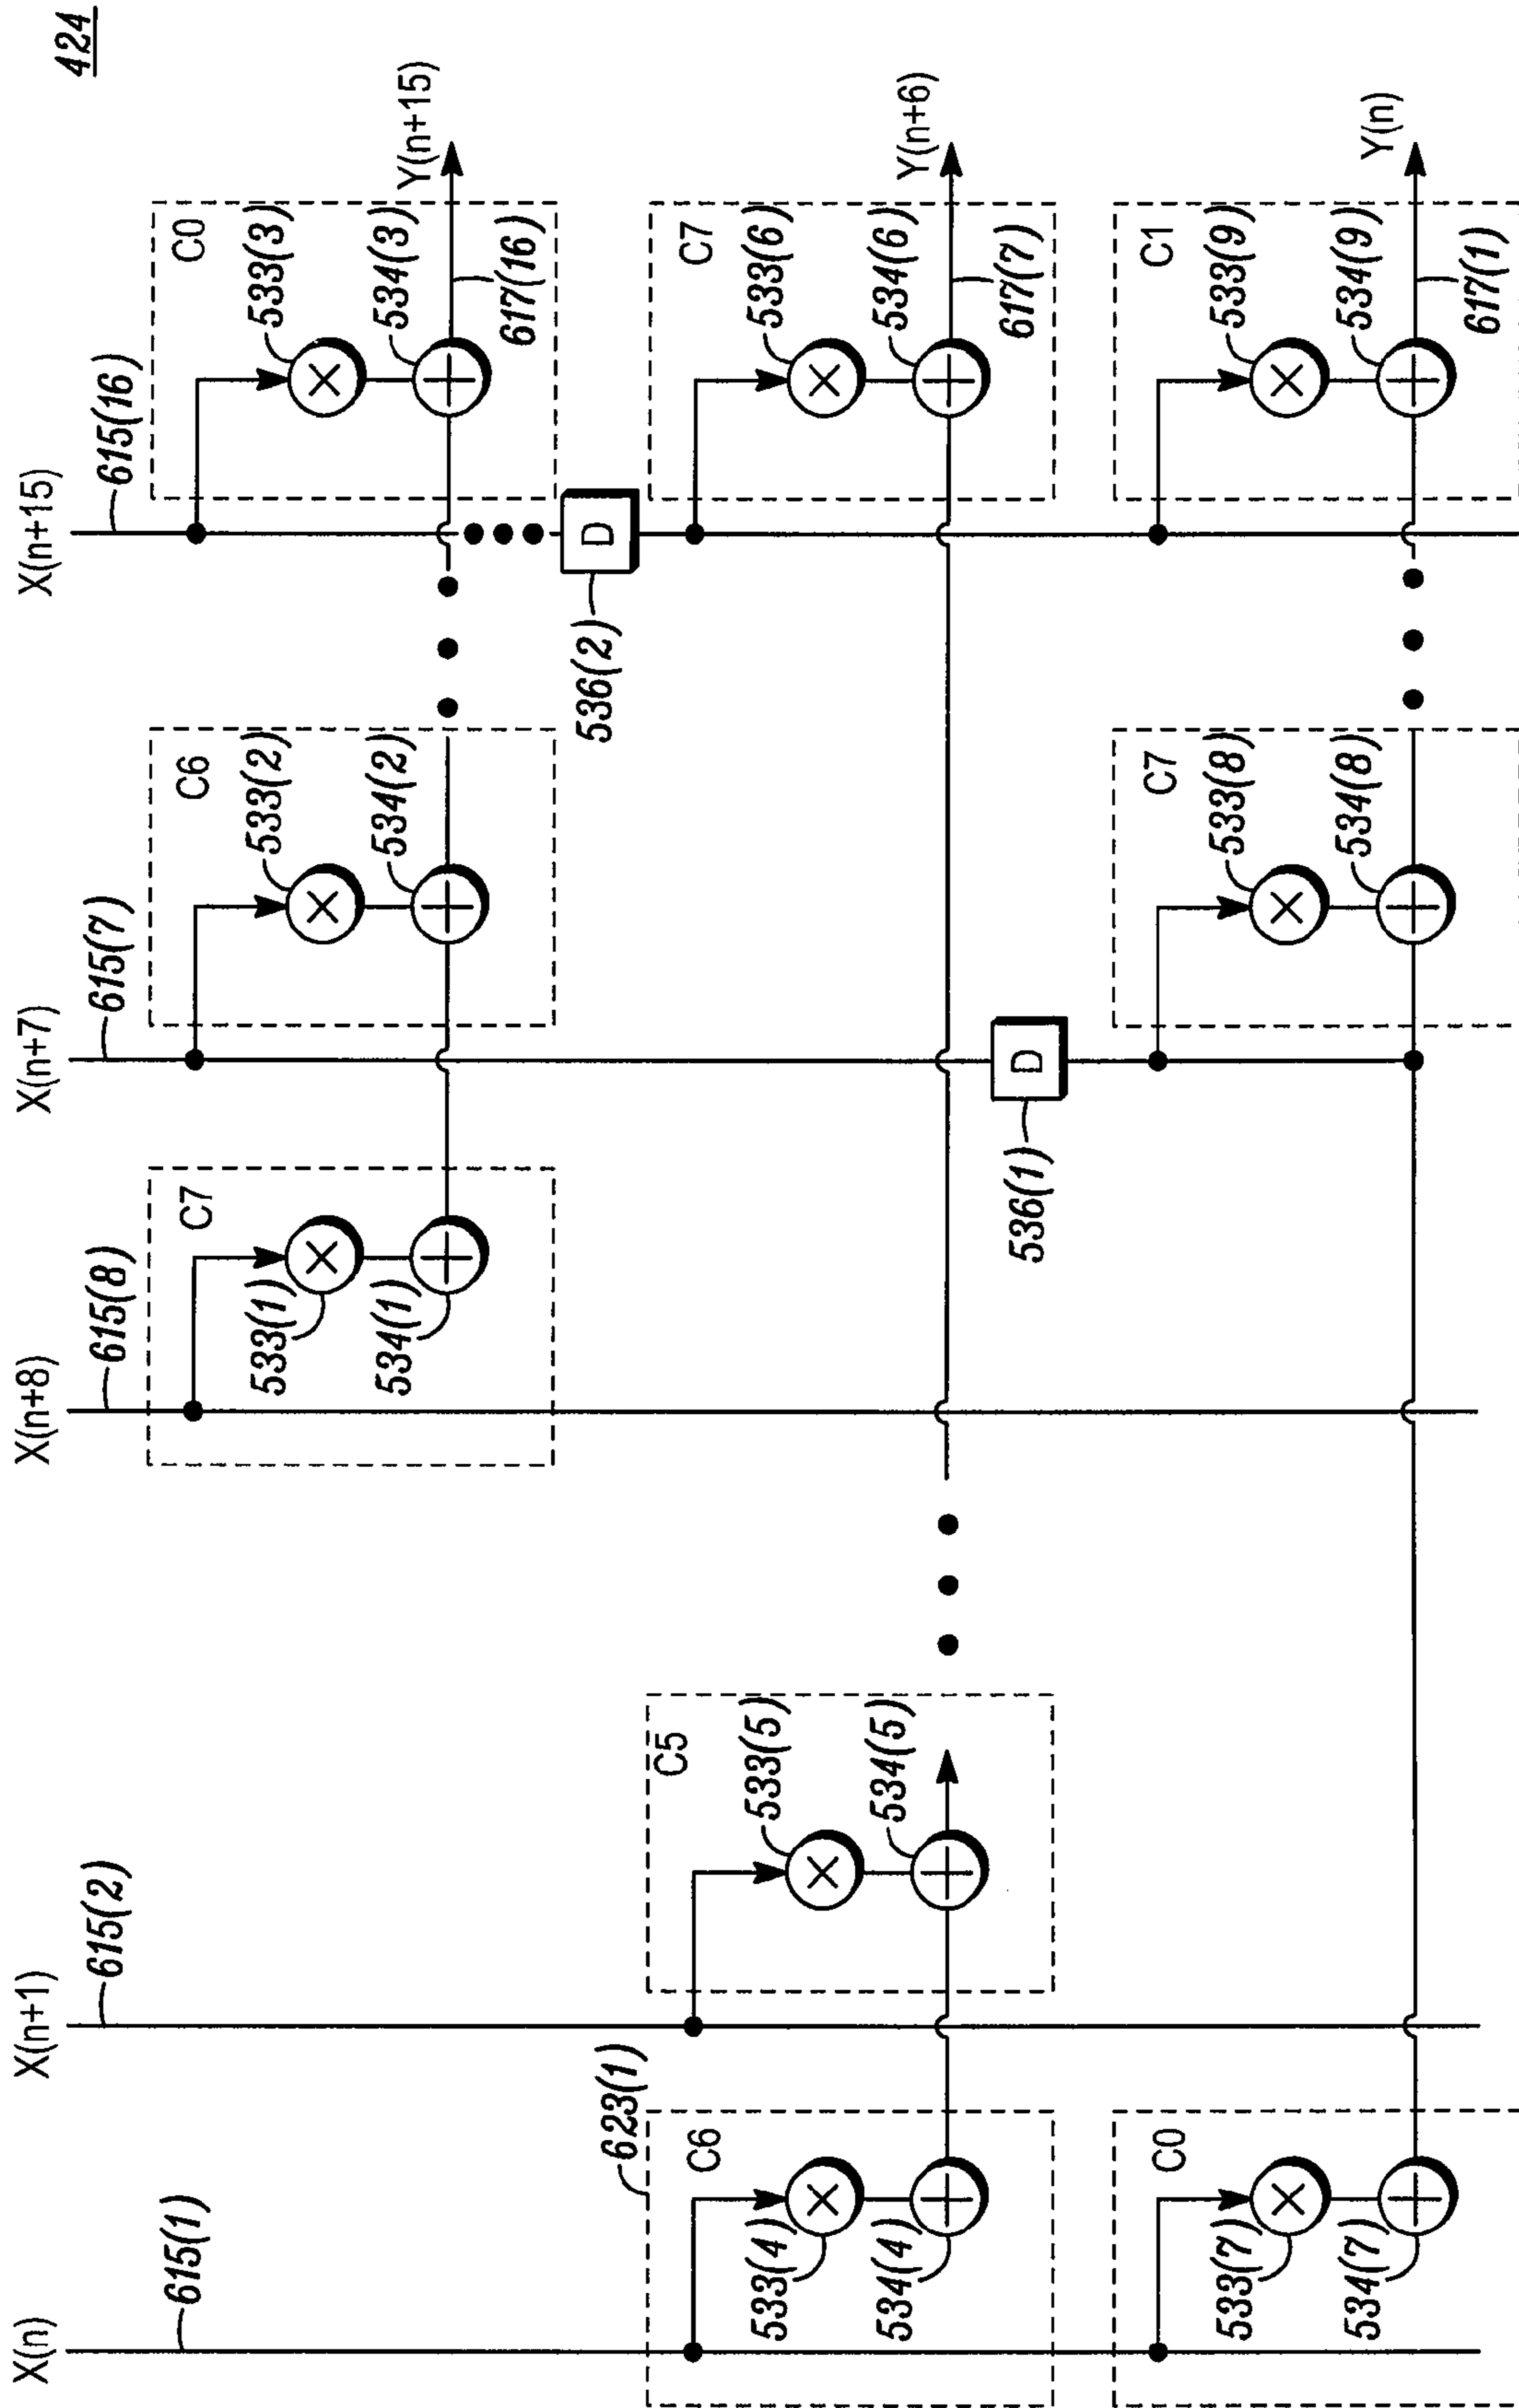 424
X(n)
615(1)
X(n+1)
615(2)
X(n+8)
615(8)
X(n+7)
615(7)
X(n+15)
615(16)
C7
533(1)
534(1)
C6
533(2)
534(2)
C0
533(3)
534(3)
Y(n+15)
617(16)
D
536(2)
623(1)
C6
533(4)
534(4)
C5
533(5)
534(5)
C7
533(6)
534(6)
Y(n+6)
617(7)
D
536(1)
C0
533(7)
534(7)
C7
533(8)
534(8)
C1
533(9)
534(9)
Y(n)
617(1)